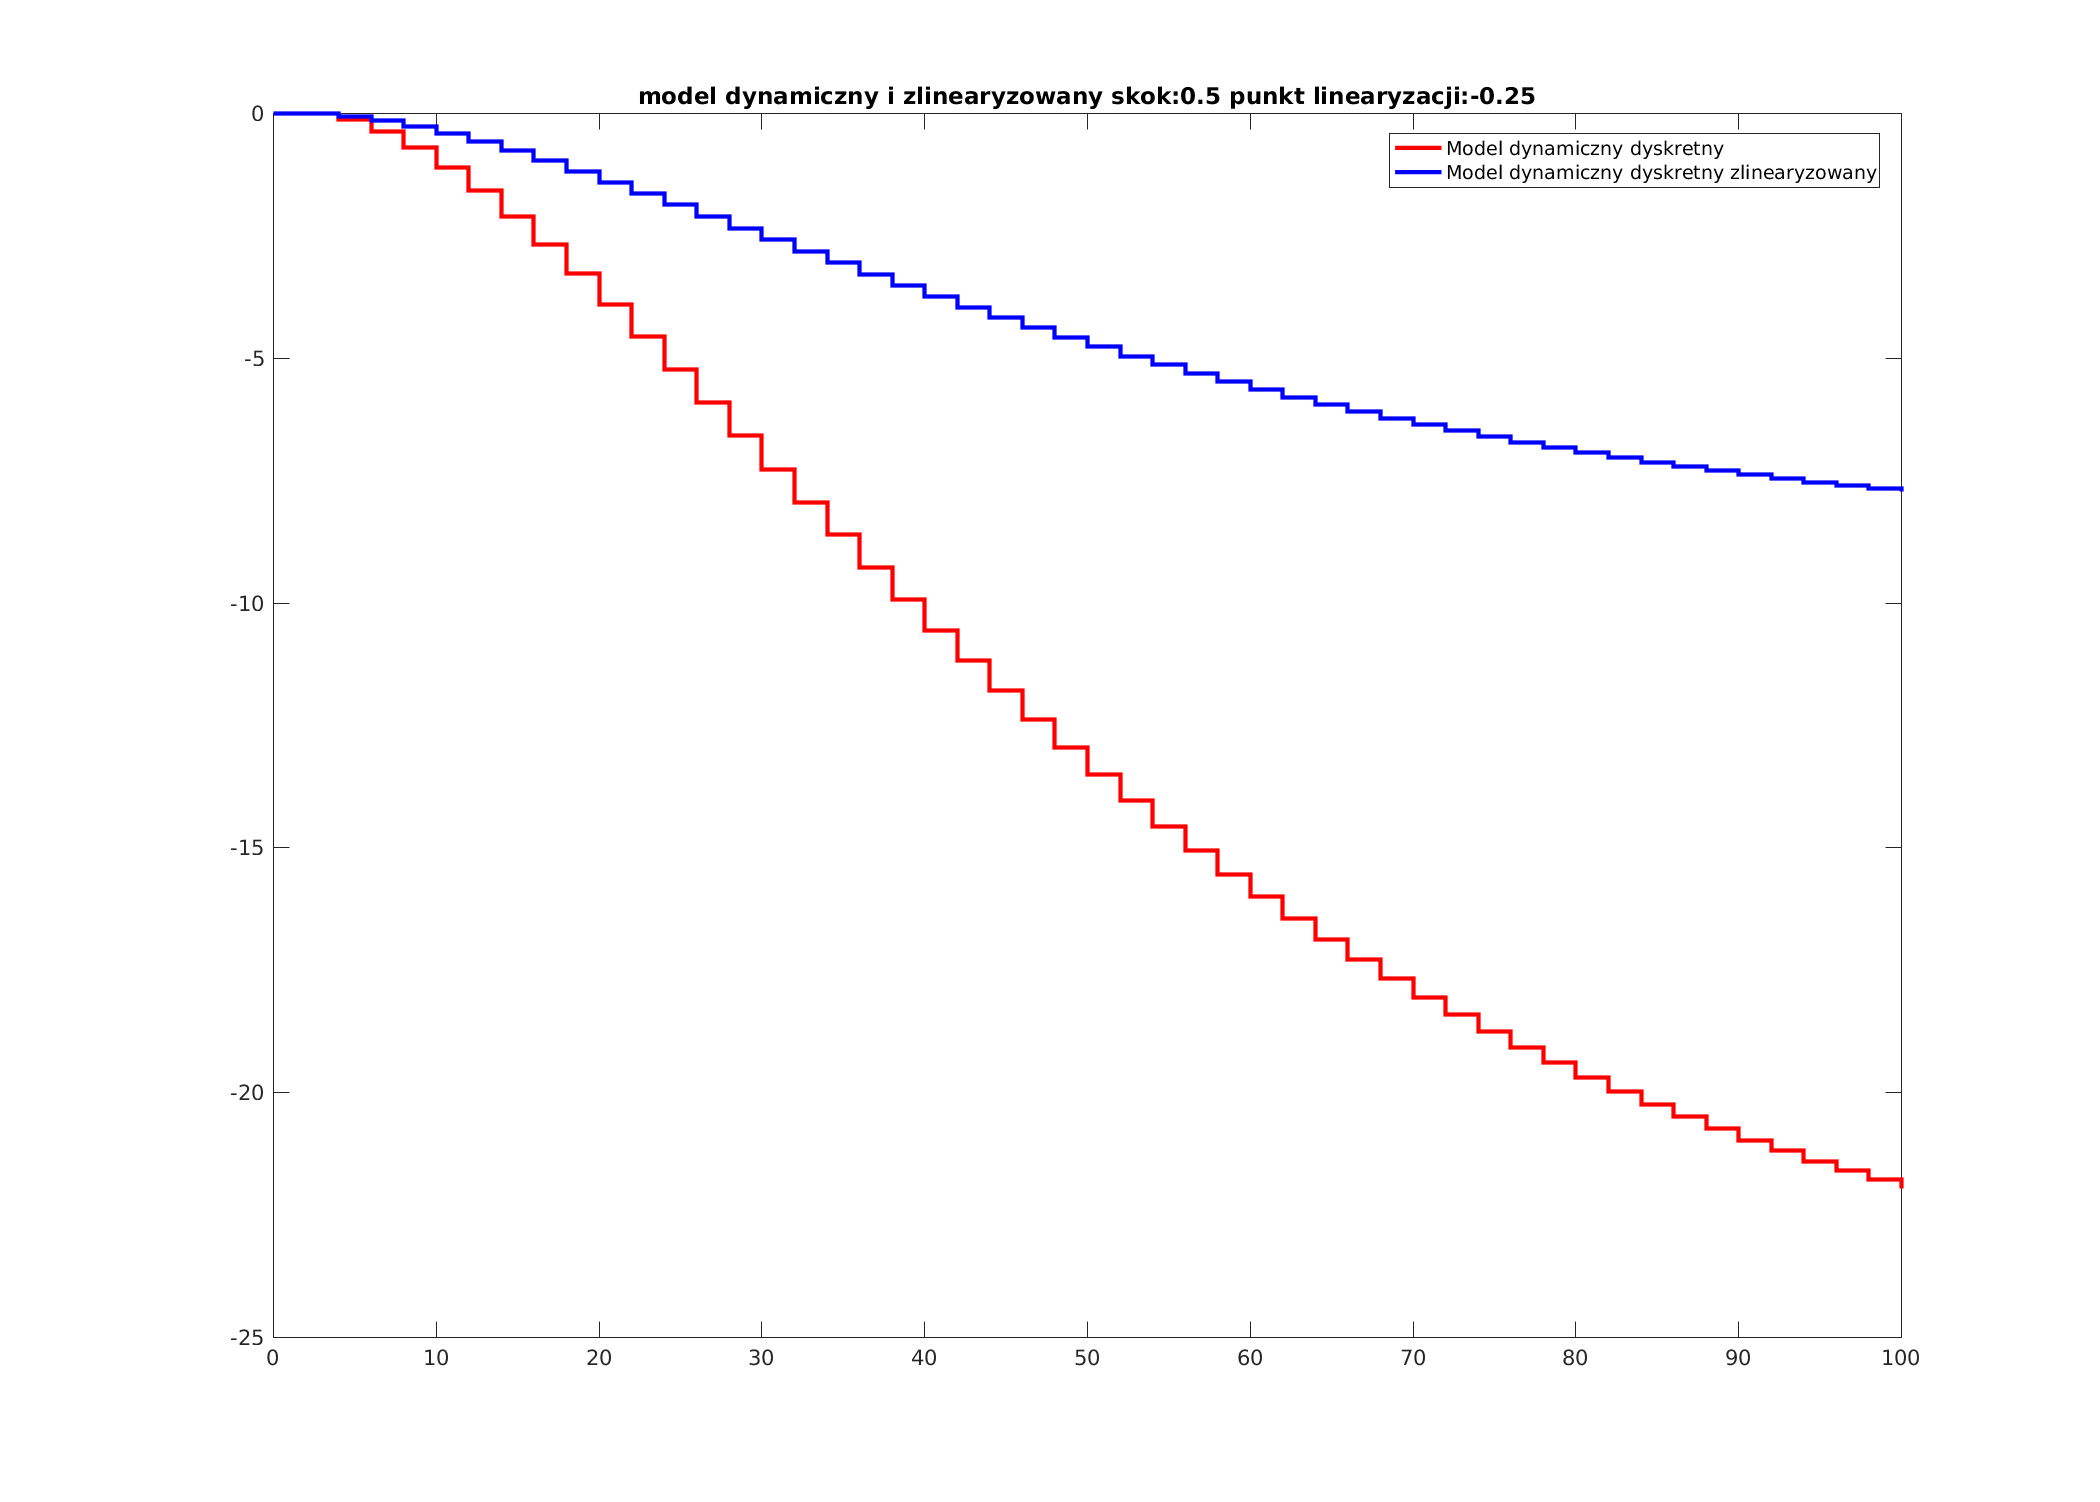 model dynamiczny i zlinearyzowany skok:0.5 punkt linearyzacji:-0.25
Model dynamiczny dyskretny
Model dynamiczny dyskretny zlinearyzowany
0
-5
-10
-15
-20
-25
0 10 20 30 40 50 60 70 80 90 100